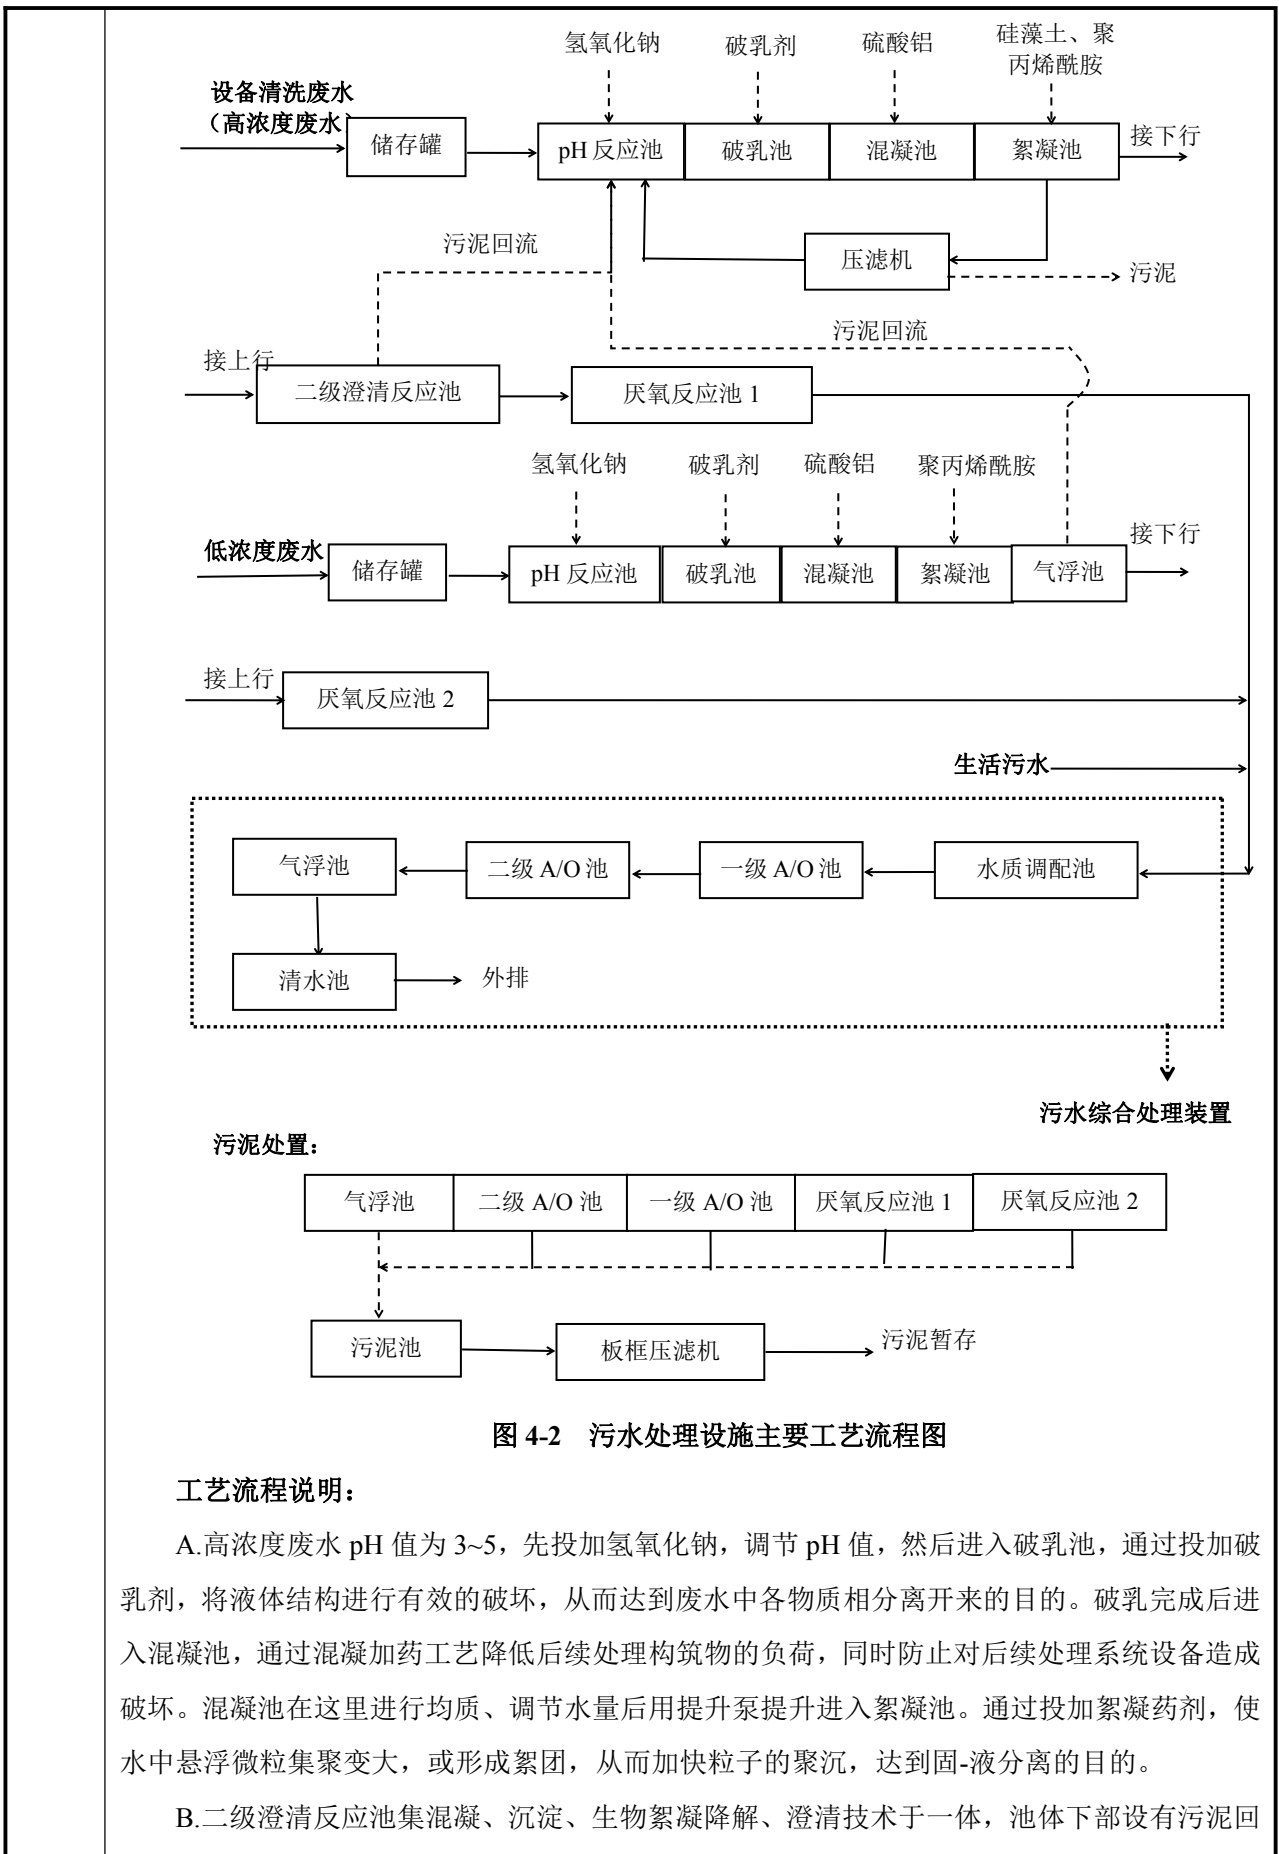 氢氧化钠 破乳剂 硫酸铝 硅藻土、聚
丙烯酰胺
设备清洗废水
（高浓度废水）
储存罐 pH 反应池 破乳池 混凝池 絮凝池 接下行
污泥回流 压滤机 污泥
污泥回流
接上行
二级澄清反应池 厌氧反应池 1
氢氧化钠 破乳剂 硫酸铝 聚丙烯酰胺
低浓度废水 储存罐 pH 反应池 破乳池 混凝池 絮凝池 气浮池 接下行
接上行 厌氧反应池 2
生活污水
气浮池 二级 A/O 池 一级 A/O 池 水质调配池
清水池 外排
污水综合处理装置
污泥处置：
气浮池 二级 A/O 池 一级 A/O 池 厌氧反应池 1 厌氧反应池 2
污泥池 板框压滤机 污泥暂存
图 4-2 污水处理设施主要工艺流程图
工艺流程说明：
A.高浓度废水 pH 值为 3~5，先投加氢氧化钠，调节 pH 值，然后进入破乳池，通过投加破
乳剂，将液体结构进行有效的破坏，从而达到废水中各物质相分离开来的目的。破乳完成后进
入混凝池，通过混凝加药工艺降低后续处理构筑物的负荷，同时防止对后续处理系统设备造成
破坏。混凝池在这里进行均质、调节水量后用提升泵提升进入絮凝池。通过投加絮凝药剂，使
水中悬浮微粒集聚变大，或形成絮团，从而加快粒子的聚沉，达到固-液分离的目的。
B.二级澄清反应池集混凝、沉淀、生物絮凝降解、澄清技术于一体，池体下部设有污泥回